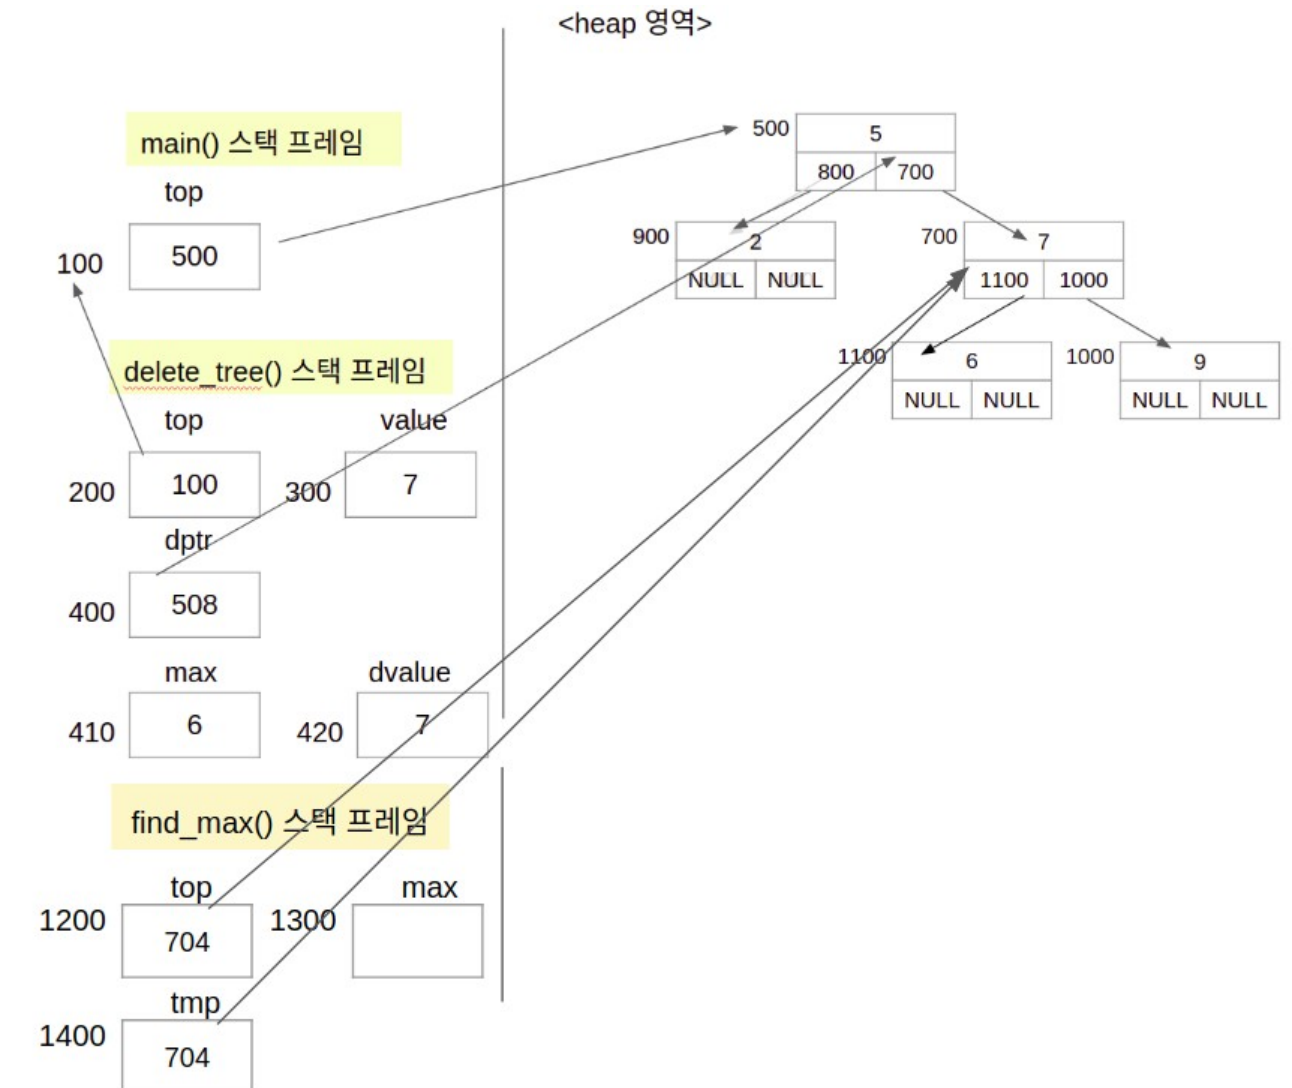 <heap 영역>
main() 스택 프레임
top
100
500
delete_tree() 스택 프레임
top
value
200
100
300
7
dptr
400
508
max
dvalue
410
6
420
7
find_max() 스택 프레임
top
max
1200
704
1300
tmp
1400
704
500
5
800
700
900
2
NULL
NULL
700
7
1100
1000
1100
6
NULL
NULL
1000
9
NULL
NULL